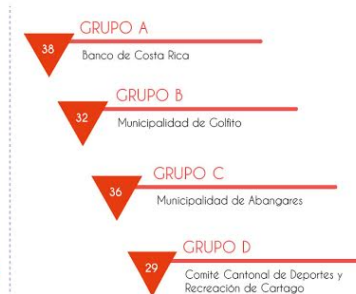 GRUPO A
38
Banco de Costa Rica
GRUPO B
32
Municipalidad de Golfito
GRUPO C
36
Municipalidad de Abangares
GRUPO D
29
Comité Cantonal de Deportes y
Recreación de Cartago